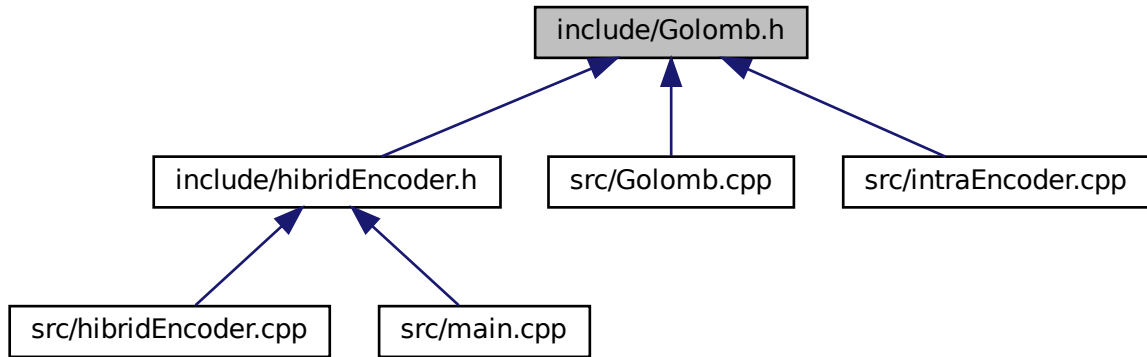 include/Golomb.h
include/hibridEncoder.h
src/Golomb.cpp
src/intraEncoder.cpp
src/hibridEncoder.cpp
src/main.cpp